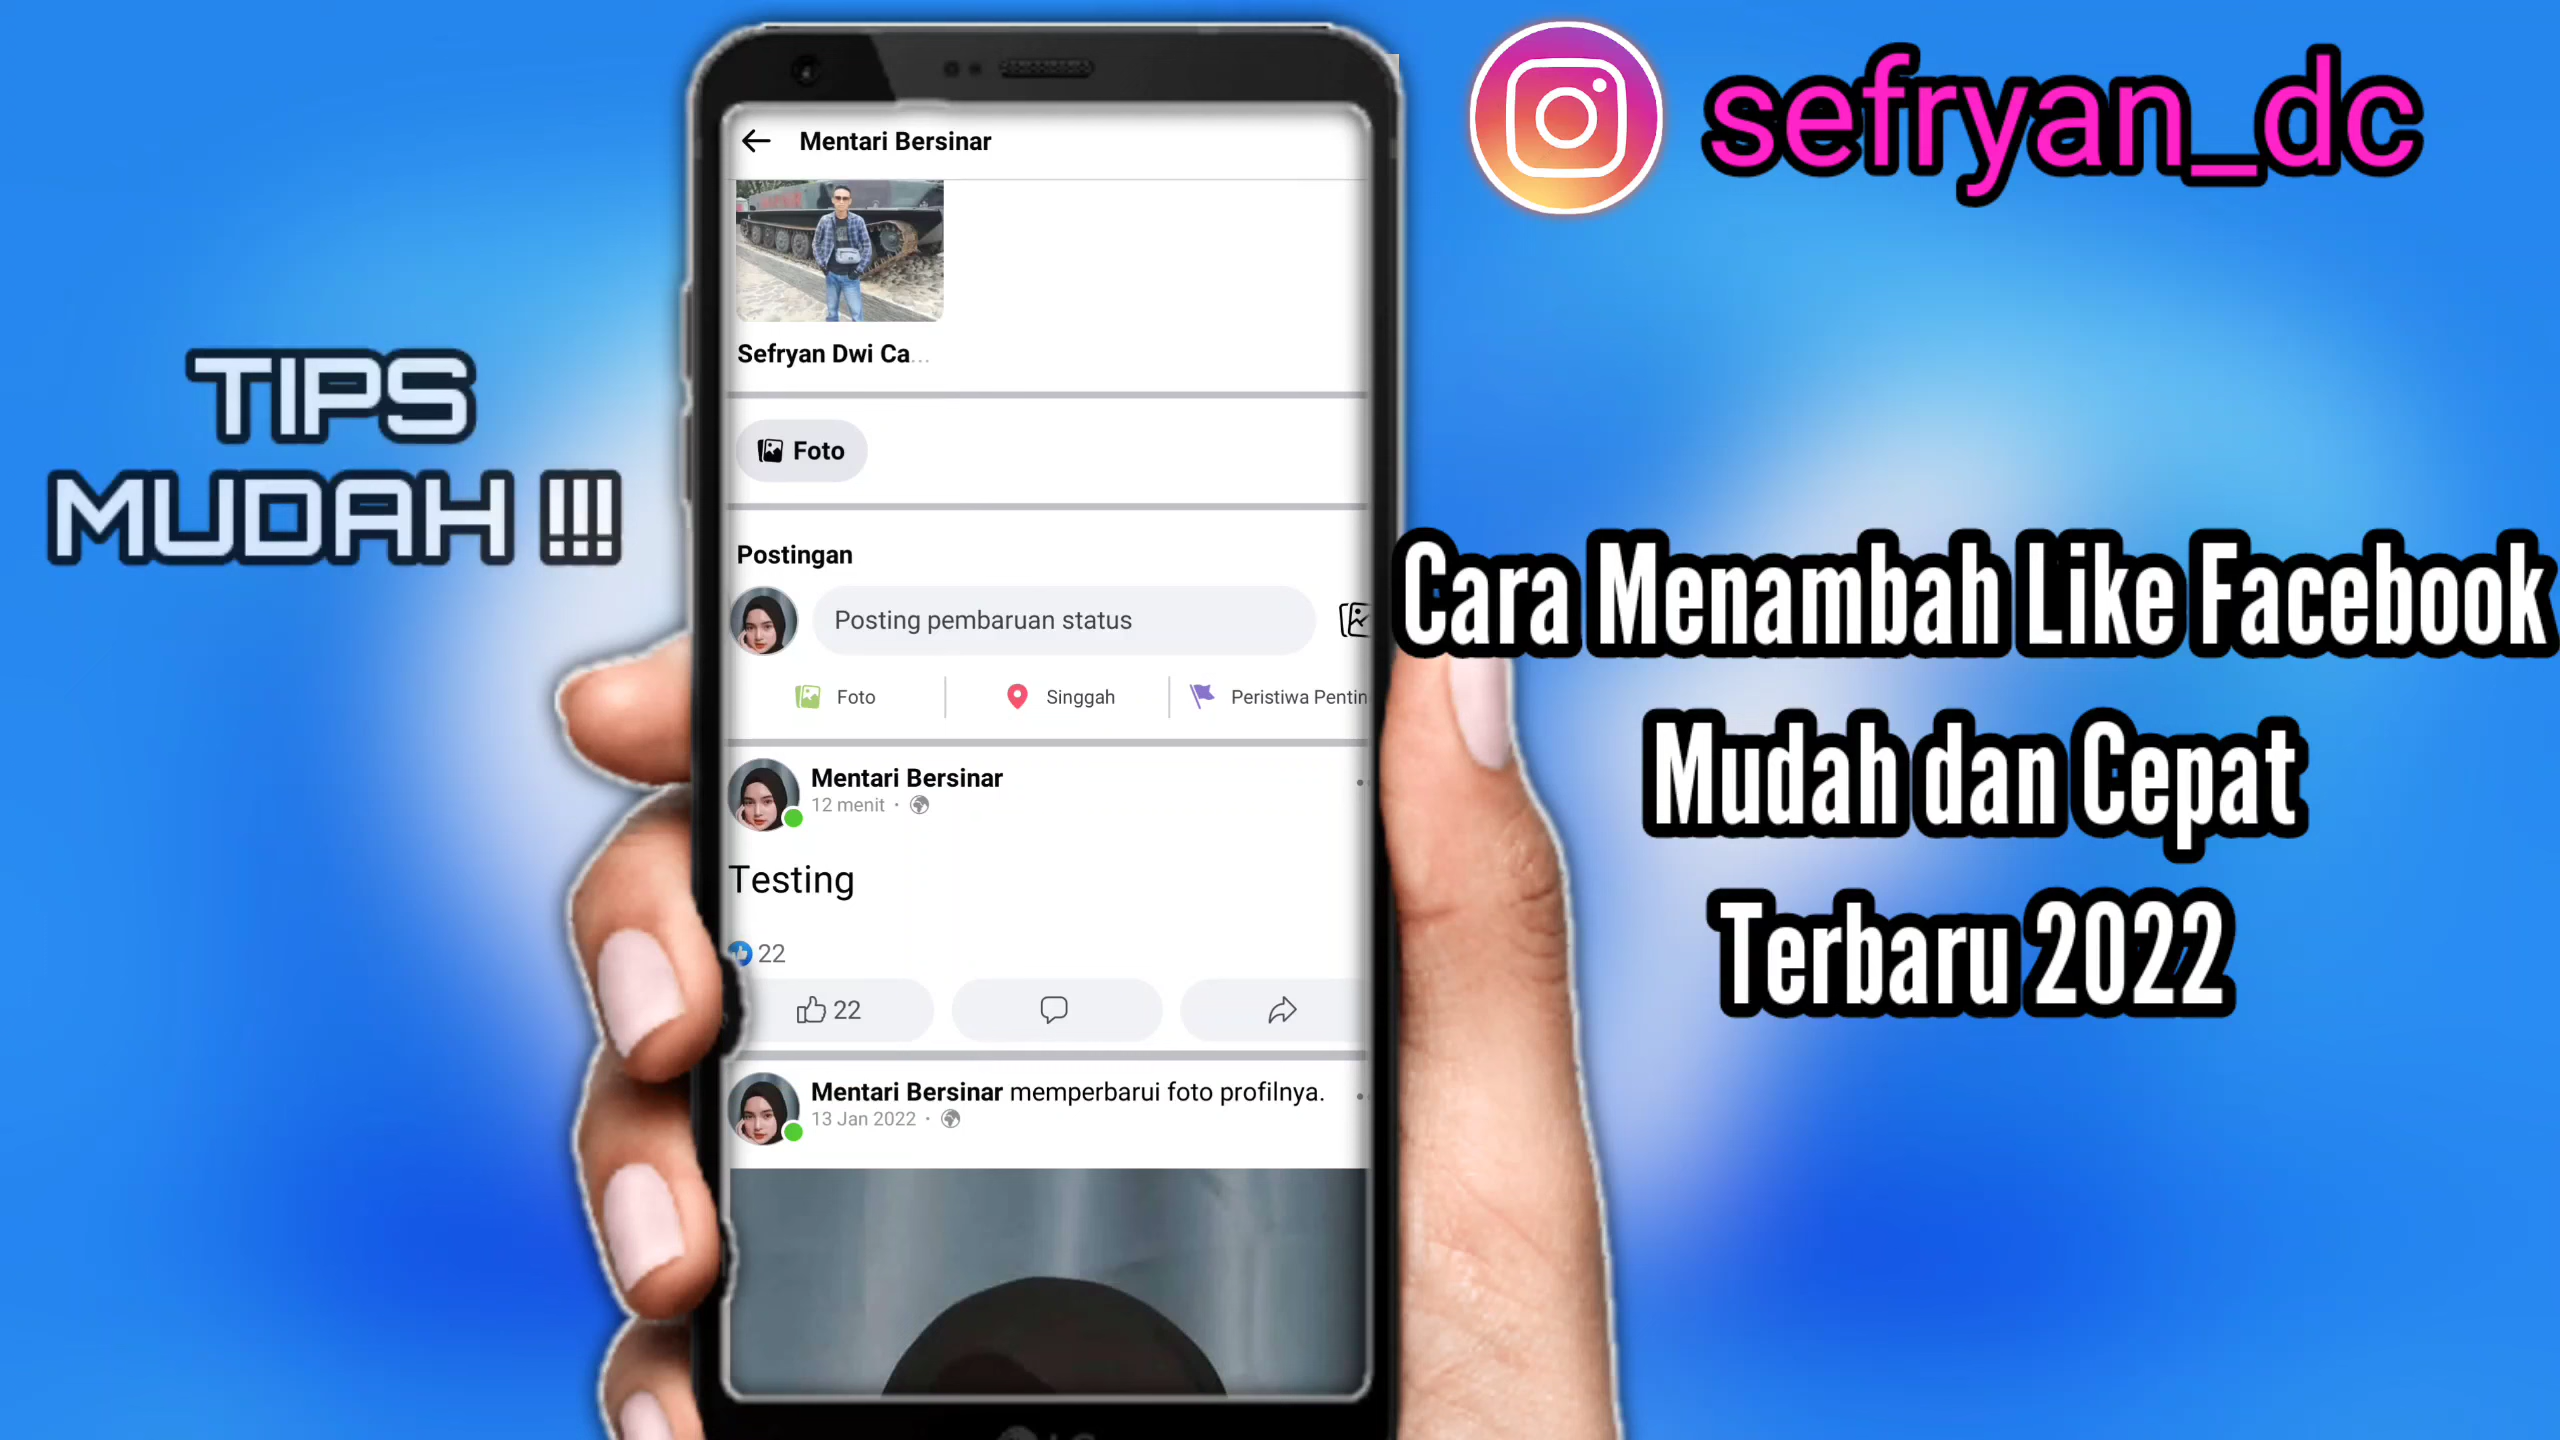 sefryan_dc
TIPS
MUDAH !!!
Mentari Bersinar
Sefryan Dwi Ca...
Foto
Postingan
Posting pembaruan status
Foto
Singgah
Peristiwa Pentin
Mentari Bersinar
12 menit ·
Testing
22
22
Mentari Bersinar memperbarui foto profilnya.
13 Jan 2022 ·
Cara Menambah Like Facebook
Mudah dan Cepat
Terbaru 2022